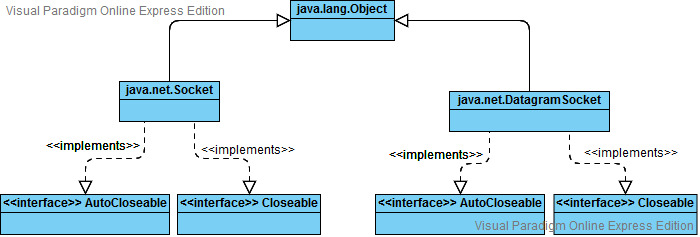 Visual Paradigm Online Express Edition
java.lang.Object
java.net.Socket
java.net.DatagramSocket
<<implements>>
<<implements>>
<<implements>>
<<implements>>
<<interface>> AutoCloseable
<<interface>> Closeable
<<interface>> AutoCloseable
<<interface>> Closeable
Visual Paradigm Online Express Edition